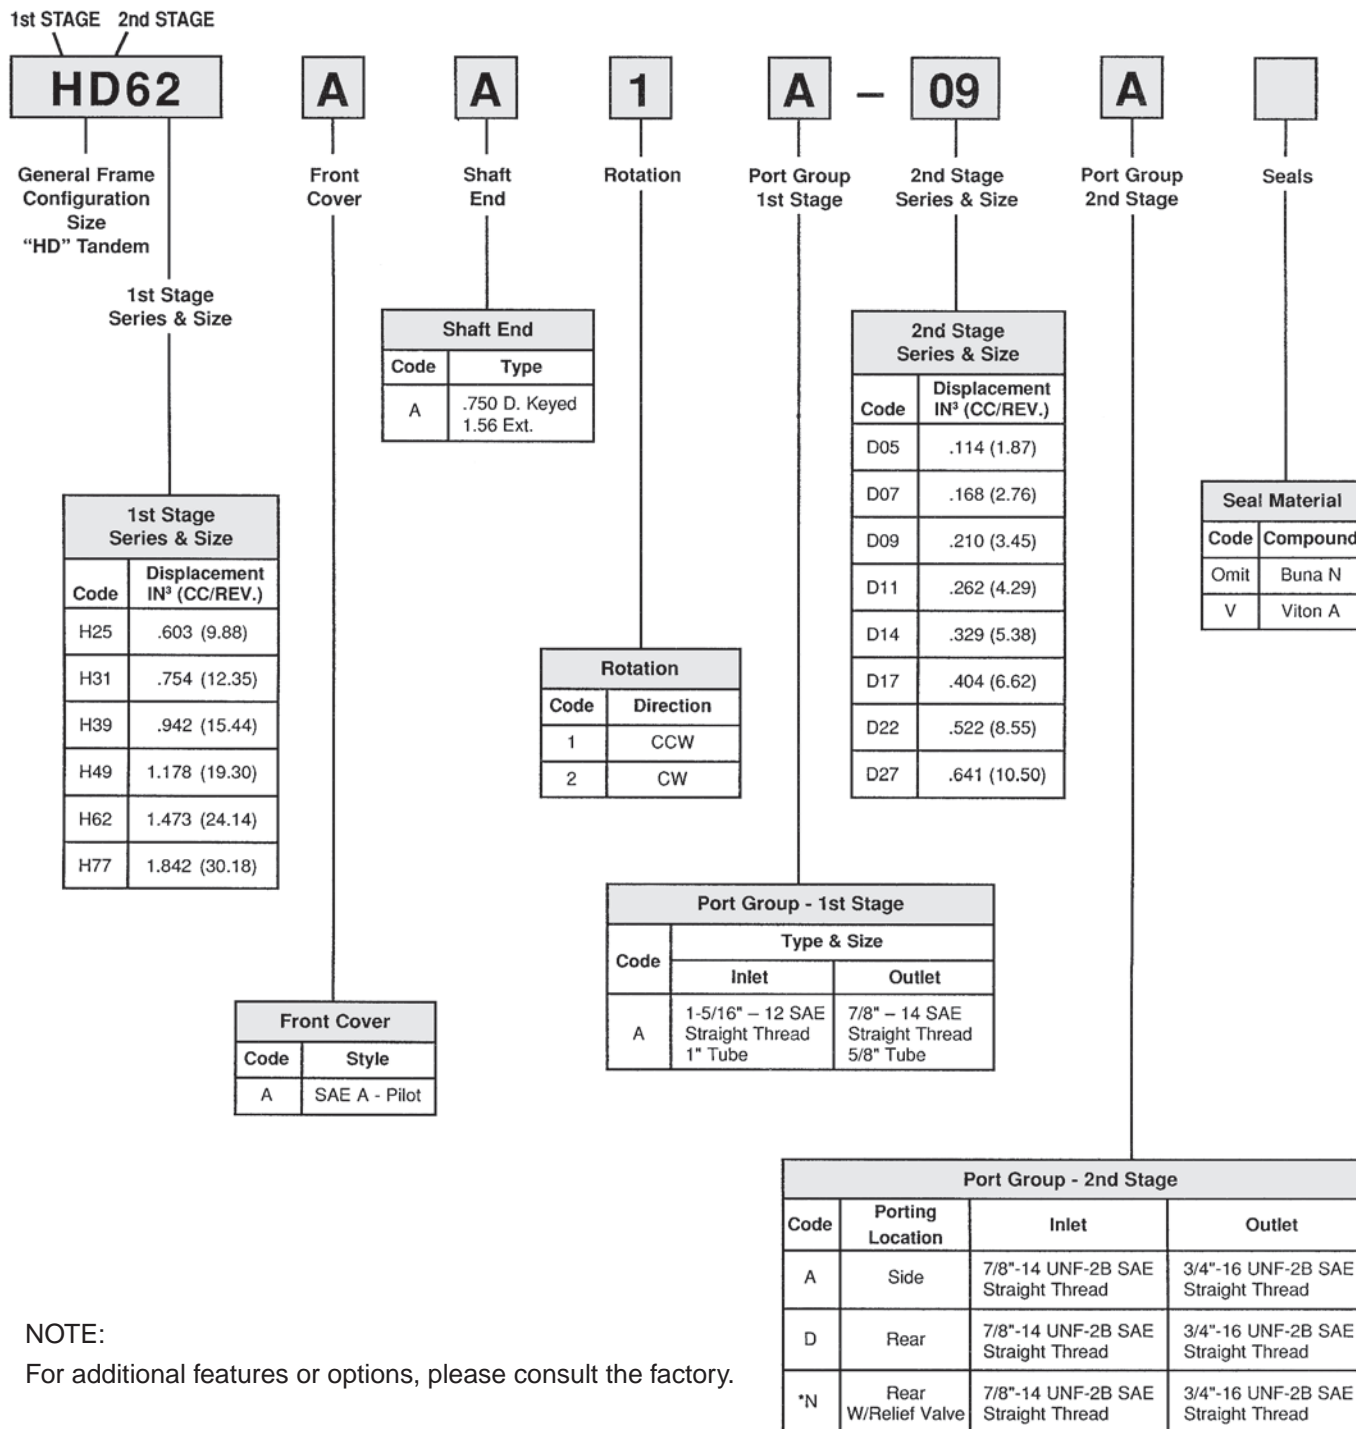 1st STAGE 2nd STAGE
HD62 A A 1 A – 09 A
General Frame
Configuration
Size
“HD” Tandem
Front
Cover
Shaft
End
Rotation
Port Group
1st Stage
2nd Stage
Series & Size
Port Group
2nd Stage
Seals
1st Stage
Series & Size
Shaft End
Code Type
A .750 D. Keyed
1.56 Ext.
2nd Stage
Series & Size
Code Displacement
IN³ (CC/REV.)
D05 .114 (1.87)
D07 .168 (2.76)
D09 .210 (3.45)
D11 .262 (4.29)
D14 .329 (5.38)
D17 .404 (6.62)
D22 .522 (8.55)
D27 .641 (10.50)
Seal Material
Code Compound
Omit Buna N
V Viton A
1st Stage
Series & Size
Code Displacement
IN³ (CC/REV.)
H25 .603 (9.88)
H31 .754 (12.35)
H39 .942 (15.44)
H49 1.178 (19.30)
H62 1.473 (24.14)
H77 1.842 (30.18)
Rotation
Code Direction
1 CCW
2 CW
Port Group - 1st Stage
Code Type & Size
Inlet Outlet
A
1-5/16" – 12 SAE
Straight Thread
1" Tube
7/8" – 14 SAE
Straight Thread
5/8" Tube
Front Cover
Code Style
A SAE A - Pilot
Port Group - 2nd Stage
Code Porting
Location Inlet Outlet
A Side
7/8"-14 UNF-2B SAE
Straight Thread
3/4"-16 UNF-2B SAE
Straight Thread
D Rear
7/8"-14 UNF-2B SAE
Straight Thread
3/4"-16 UNF-2B SAE
Straight Thread
*N Rear
W/Relief Valve
7/8"-14 UNF-2B SAE
Straight Thread
3/4"-16 UNF-2B SAE
Straight Thread
NOTE:
For additional features or options, please consult the factory.